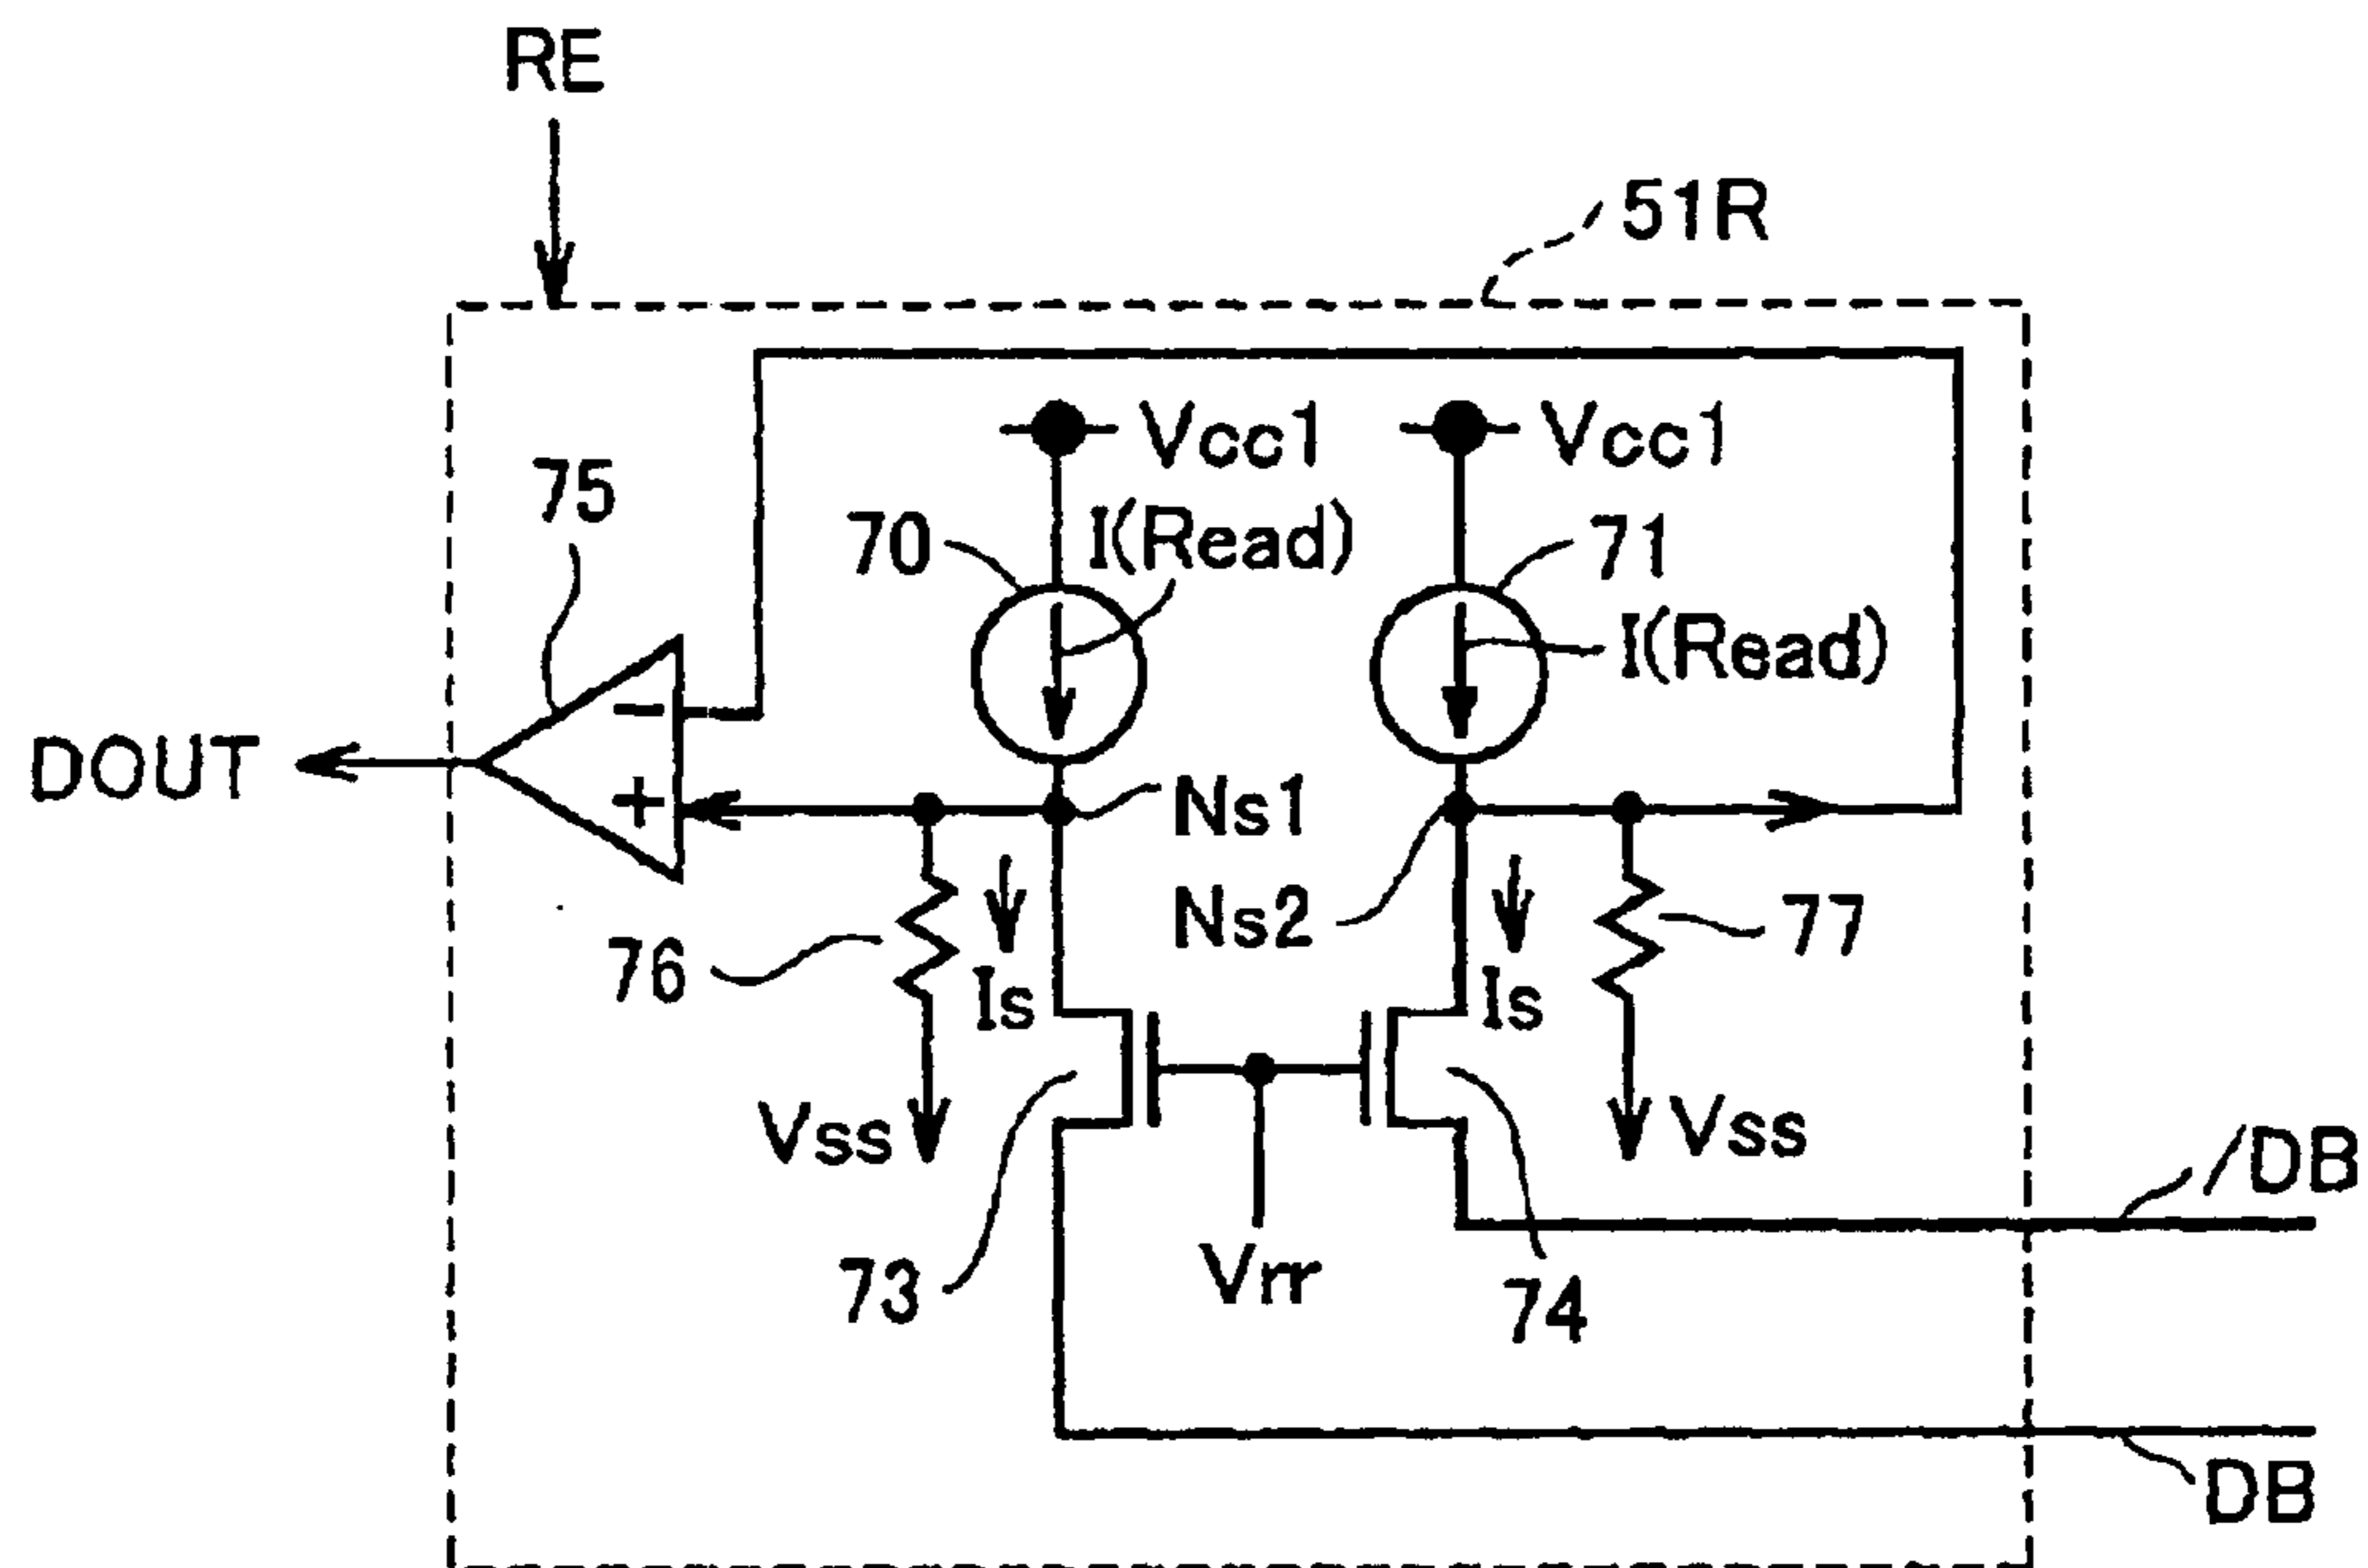 RE
51R
Vcc1
Vcc1
75
70
I(Read)
71
I(Read)
−
DOUT
+
Ns1
Ns2
77
76
Is
Is
Vss
Vss
/DB
73
Vrr
74
DB